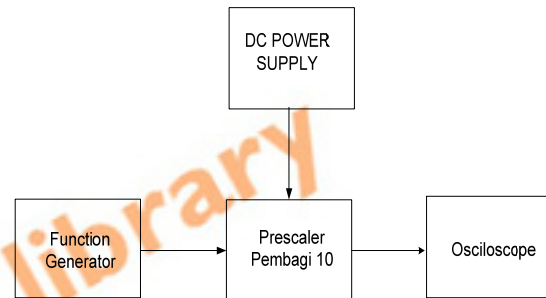 DC POWER
SUPPLY
library
Function
Generator
Prescaler
Pembagi 10
Osciloscope